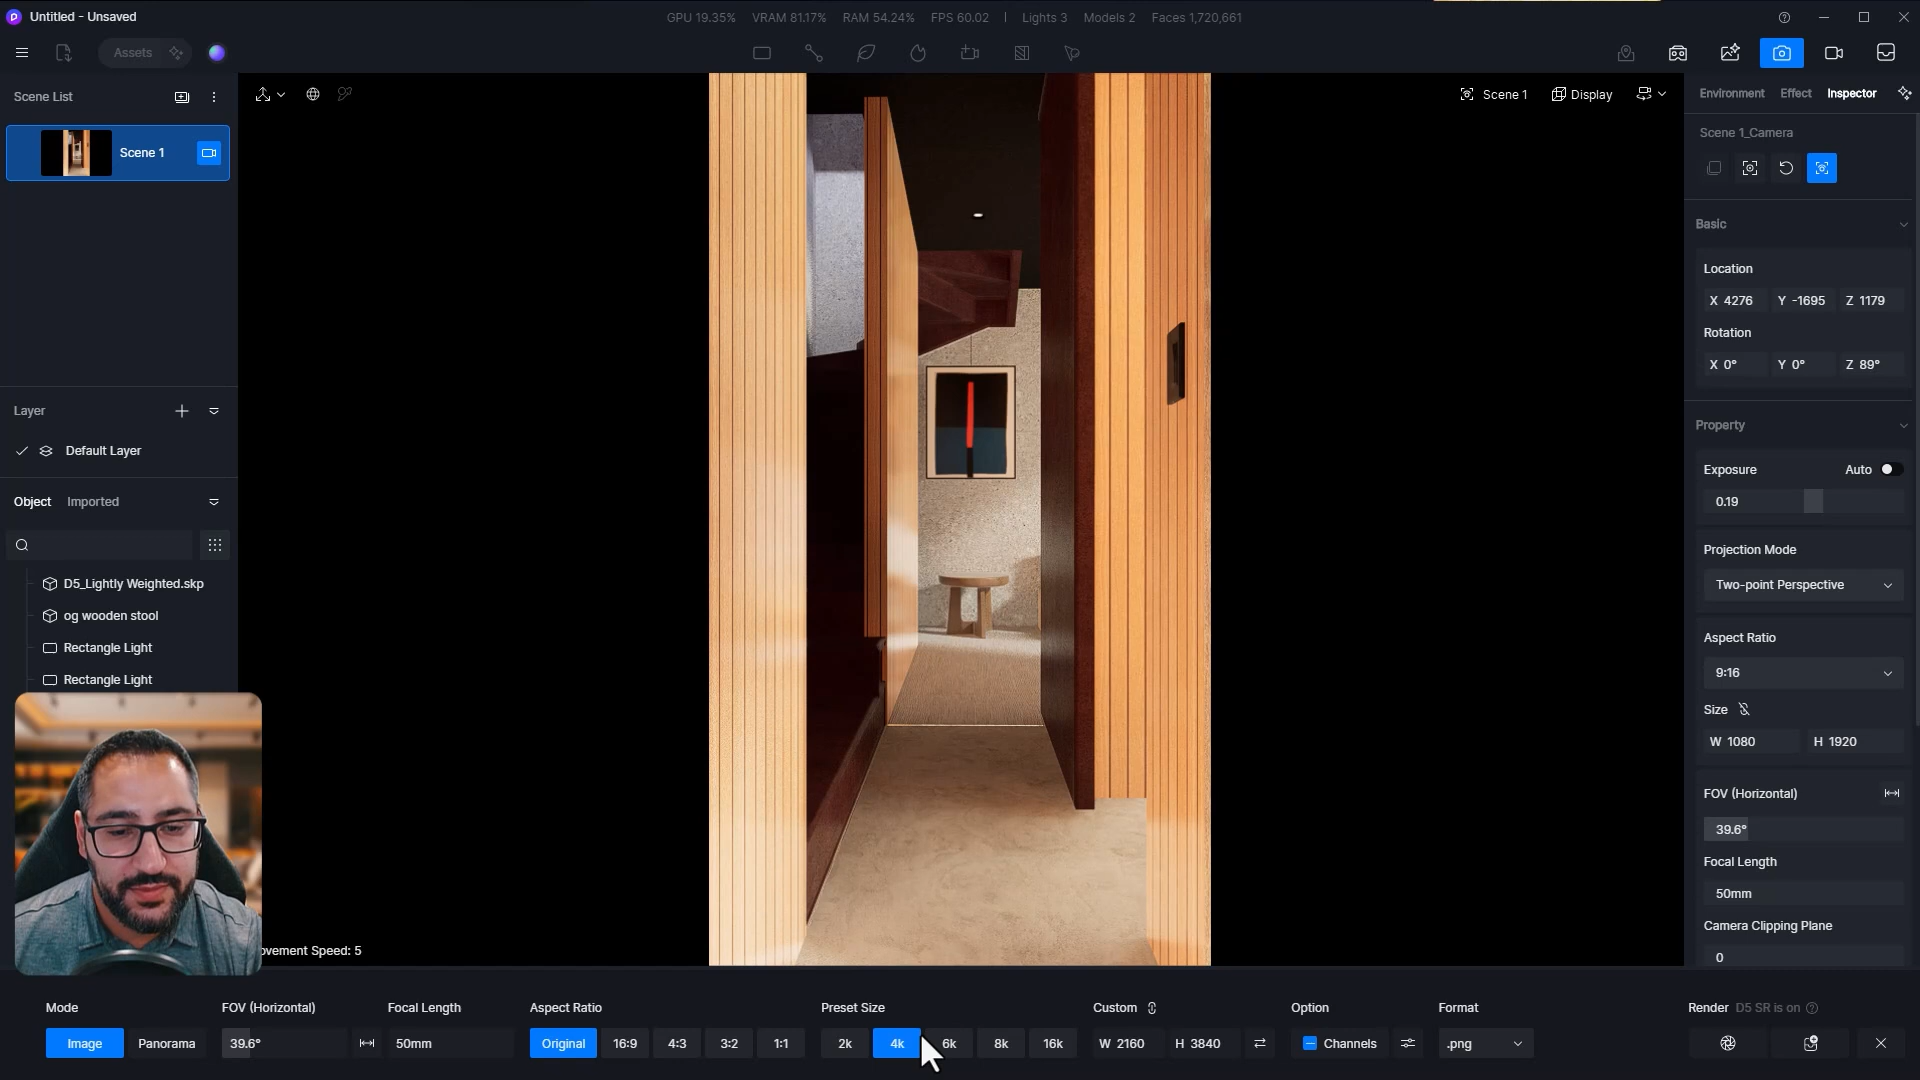 Untitled - Unsaved
GPU 19.35% VRAM 81.17% RAM 54.24% FPS 60.02 | Lights 3 Models 2 Faces 1,720,661
Assets
Scene List
Scene 1
Layer
Default Layer
Object Imported
D5_Lightly Weighted.skp
og wooden stool
Rectangle Light
Rectangle Light
Scene 1 Display
ovement Speed: 5
Environment Effect Inspector
Scene 1_Camera
Basic
Location
X 4276 Y -1695 Z 1179
Rotation
X 0° Y 0° Z 89°
Property
Exposure Auto
0.19
Projection Mode
Two-point Perspective
Aspect Ratio
9:16
Size
W 1080 H 1920
FOV (Horizontal)
39.6°
Focal Length
50mm
Camera Clipping Plane
0
Mode FOV (Horizontal) Focal Length Aspect Ratio Preset Size Custom Option Format Render D5 SR is on
Image Panorama 39.6° 50mm Original 16:9 4:3 3:2 1:1 2k 4k 6k 8k 16k W 2160 H 3840 Channels .png